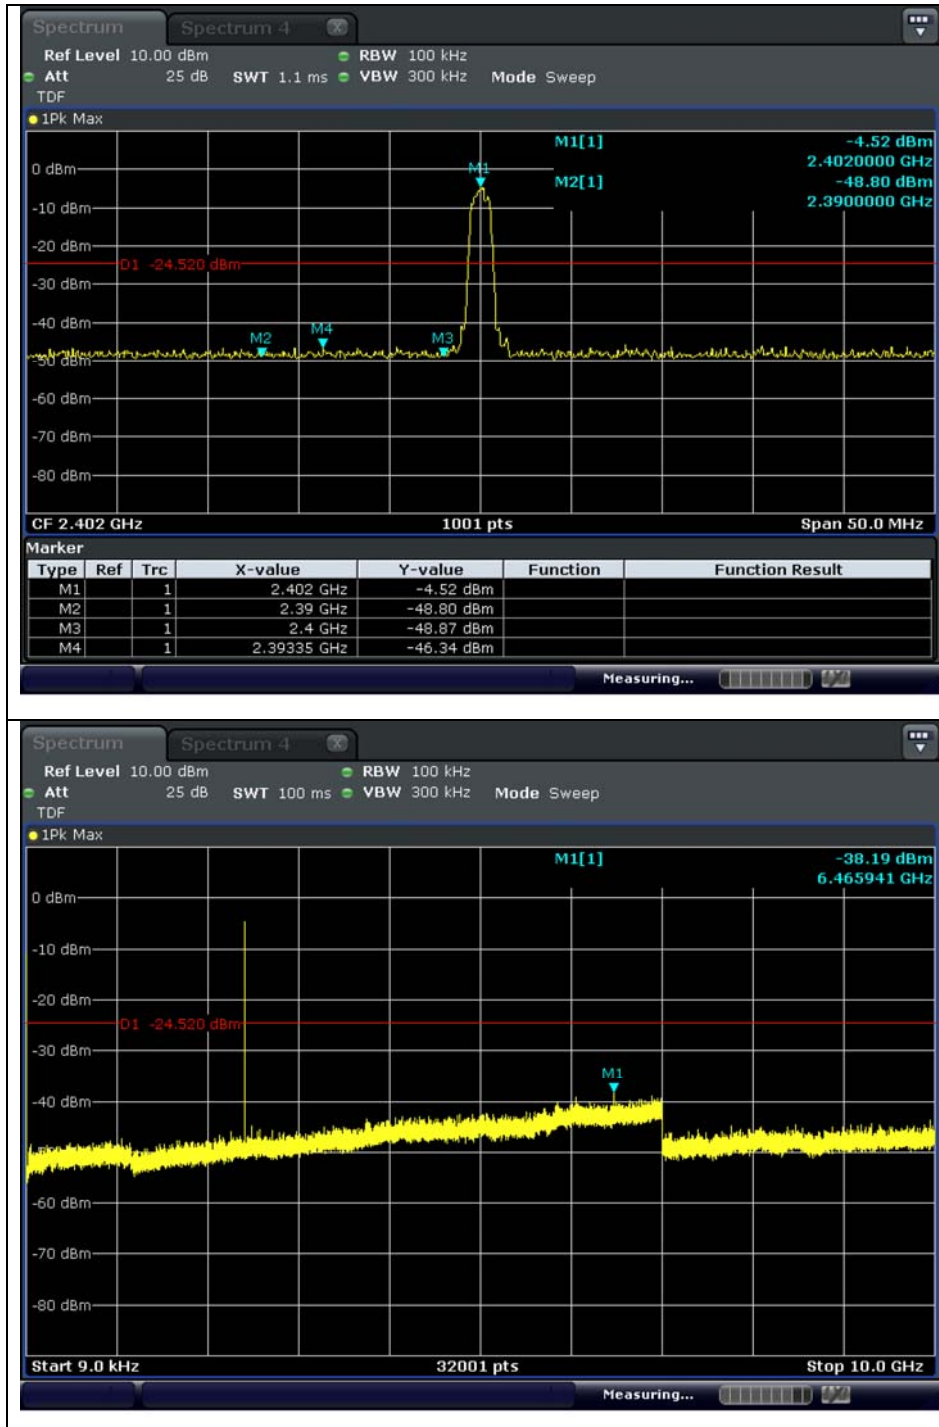 Spectrum Spectrum 4 X
Ref Level 10.00 dBm RBW 100 kHz
Att 25 dB SWT 1.1 ms VBW 300 kHz Mode Sweep
TDF
1Pk Max
M1[1] -4.52 dBm
2.4020000 GHz
M2[1] -48.80 dBm
2.3900000 GHz
0 dBm
M1
-10 dBm
-20 dBm
D1 -24.520 dBm
-30 dBm
-40 dBm
M2 M4 M3
-50 dBm
-60 dBm
-70 dBm
-80 dBm
CF 2.402 GHz 1001 pts Span 50.0 MHz
Marker
Type Ref Trc X-value Y-value Function Function Result
M1 1 2.402 GHz -4.52 dBm
M2 1 2.39 GHz -48.80 dBm
M3 1 2.4 GHz -48.87 dBm
M4 1 2.39335 GHz -46.34 dBm
Measuring...
Spectrum Spectrum 4 X
Ref Level 10.00 dBm RBW 100 kHz
Att 25 dB SWT 100 ms VBW 300 kHz Mode Sweep
TDF
1Pk Max
M1[1] -38.19 dBm
6.465941 GHz
0 dBm
-10 dBm
-20 dBm
D1 -24.520 dBm
-30 dBm
M1
-40 dBm
-60 dBm
-70 dBm
-80 dBm
Start 9.0 kHz 32001 pts Stop 10.0 GHz
Measuring...